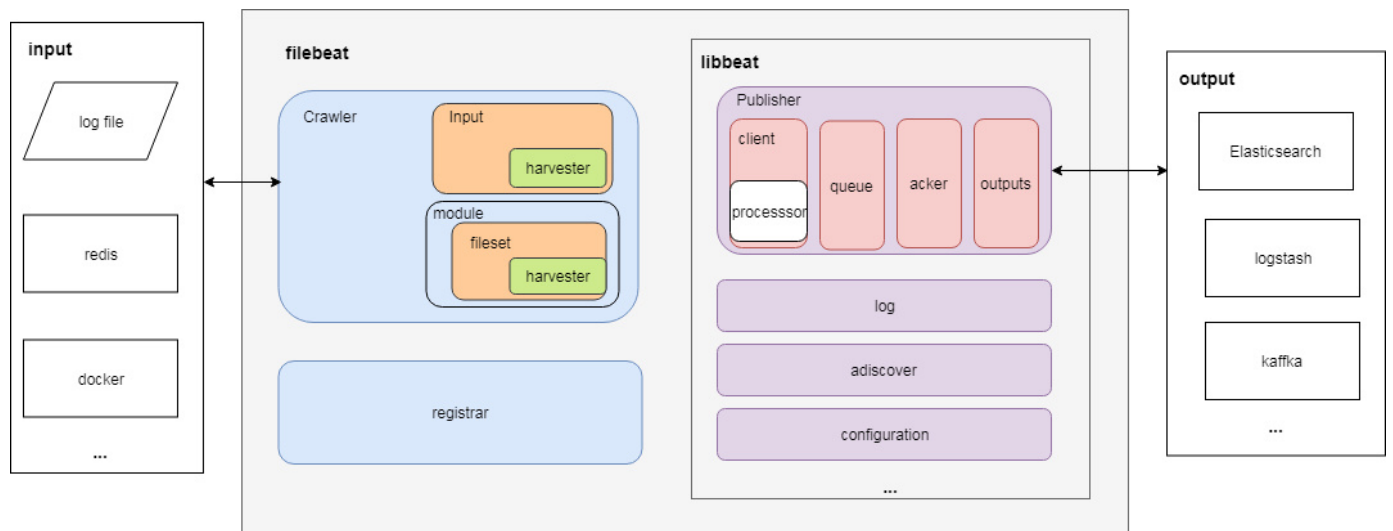 input
log file
redis
docker
...
filebeat
Crawler
Input
harvester
module
fileset
harvester
registrar
libbeat
Publisher
client
processsor
queue
acker
outputs
log
adiscover
configuration
...
output
Elasticsearch
logstash
kaffka
...